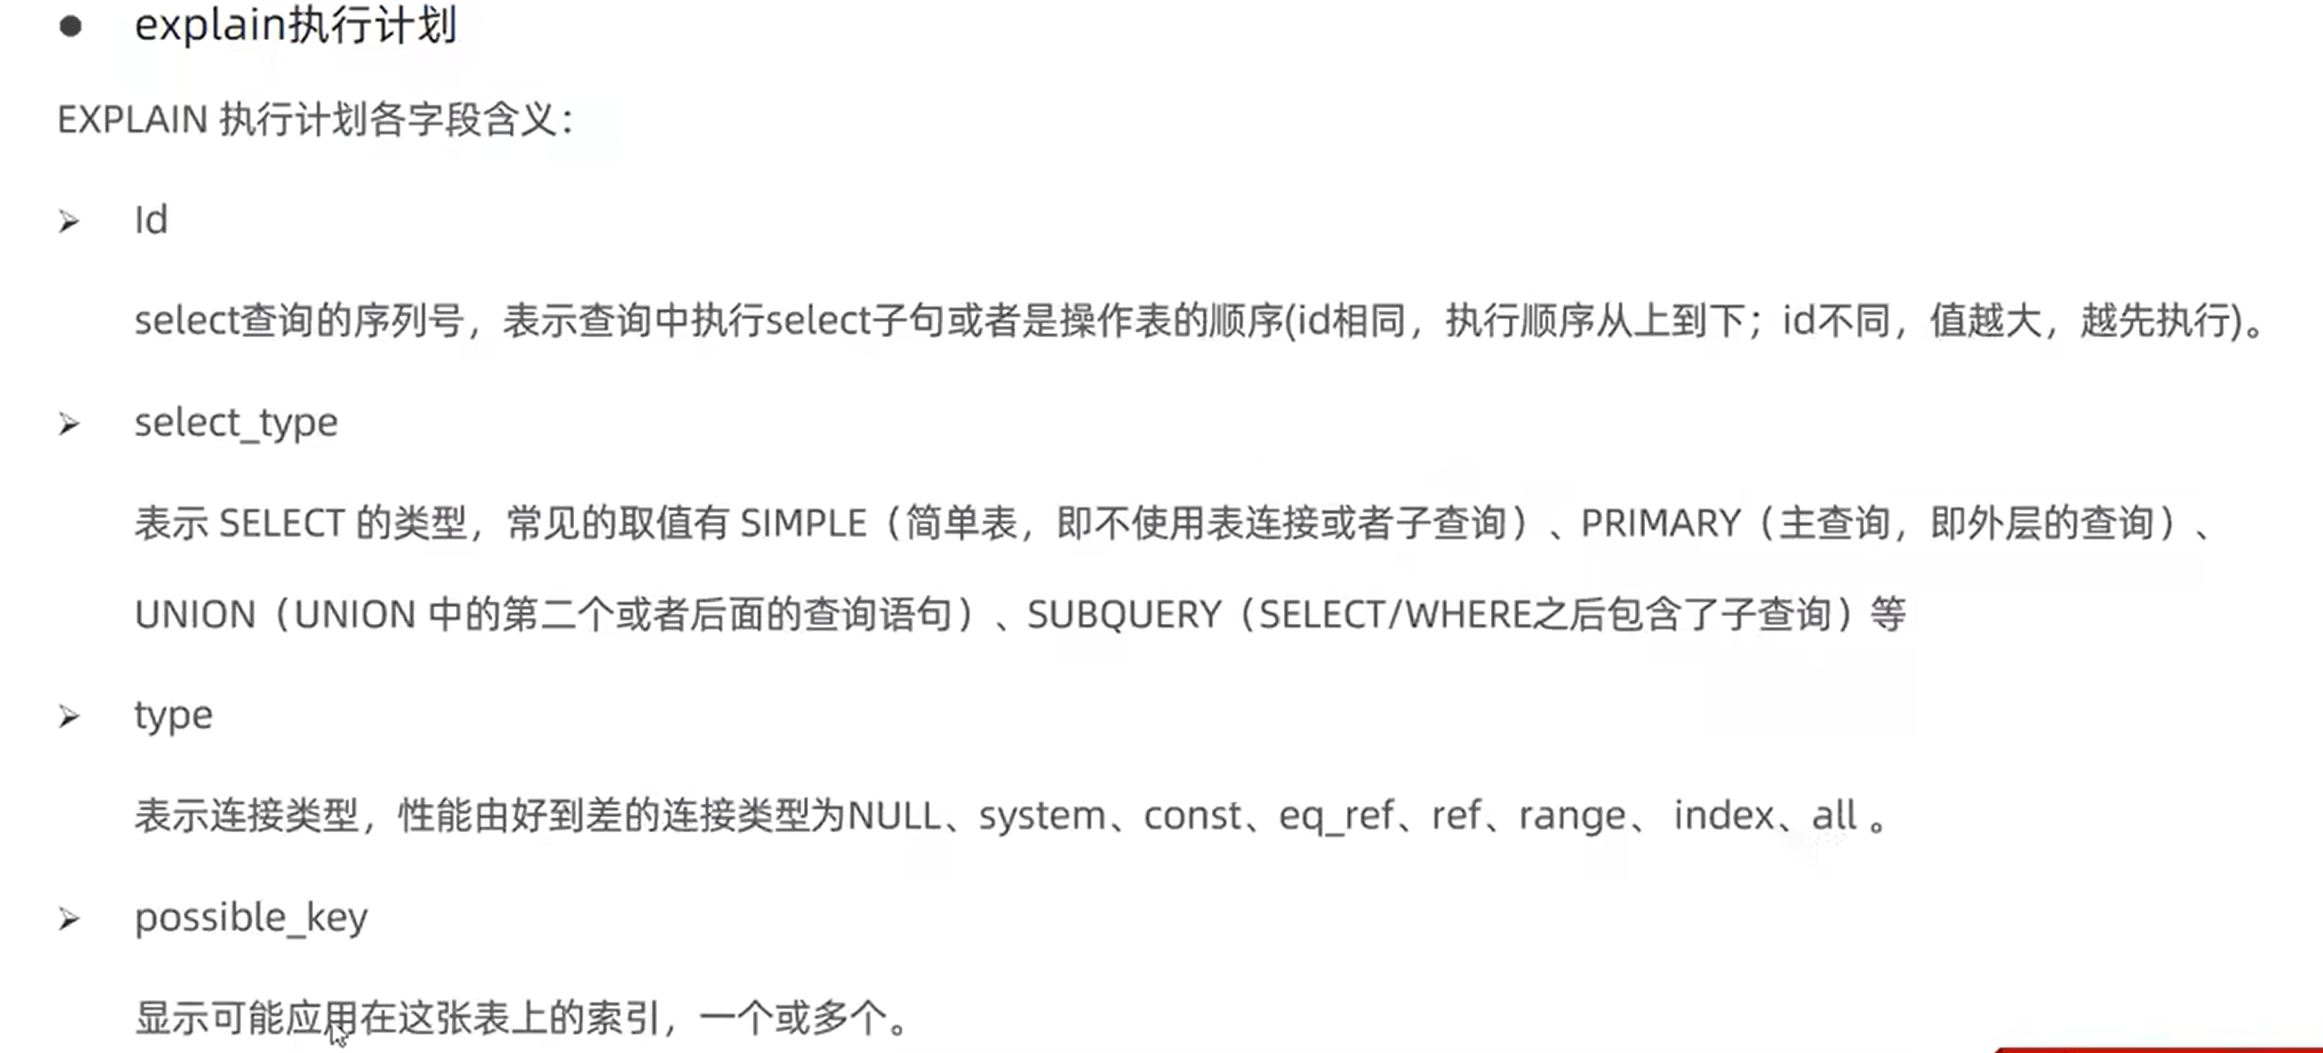 explain执行计划
EXPLAIN 执行计划各字段含义：
Id
select查询的序列号，表示查询中执行select子句或者是操作表的顺序(id相同，执行顺序从上到下；id不同，值越大，越先执行)。
select_type
表示 SELECT 的类型，常见的取值有 SIMPLE（简单表，即不使用表连接或者子查询）、PRIMARY（主查询，即外层的查询）、
UNION（UNION 中的第二个或者后面的查询语句）、SUBQUERY（SELECT/WHERE之后包含了子查询）等
type
表示连接类型，性能由好到差的连接类型为NULL、system、const、eq_ref、ref、range、 index、all 。
possible_key
显示可能应用在这张表上的索引，一个或多个。